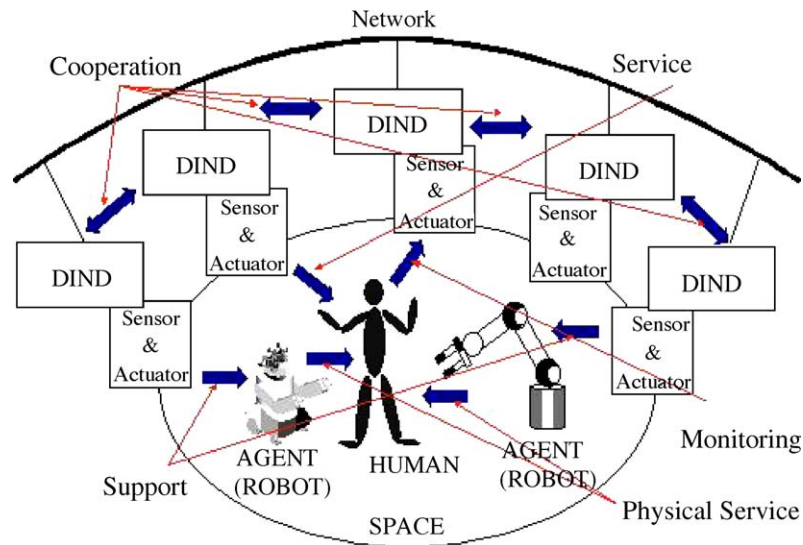 Network
Cooperation
Service
DIND
DIND
DIND
DIND
DIND
Sensor
&
Actuator
Sensor
&
Actuator
Sensor
&
Actuator
Sensor
&
Actuator
Sensor
&
Actuator
AGENT
(ROBOT)
HUMAN
AGENT
(ROBOT)
Monitoring
Support
Physical Service
SPACE